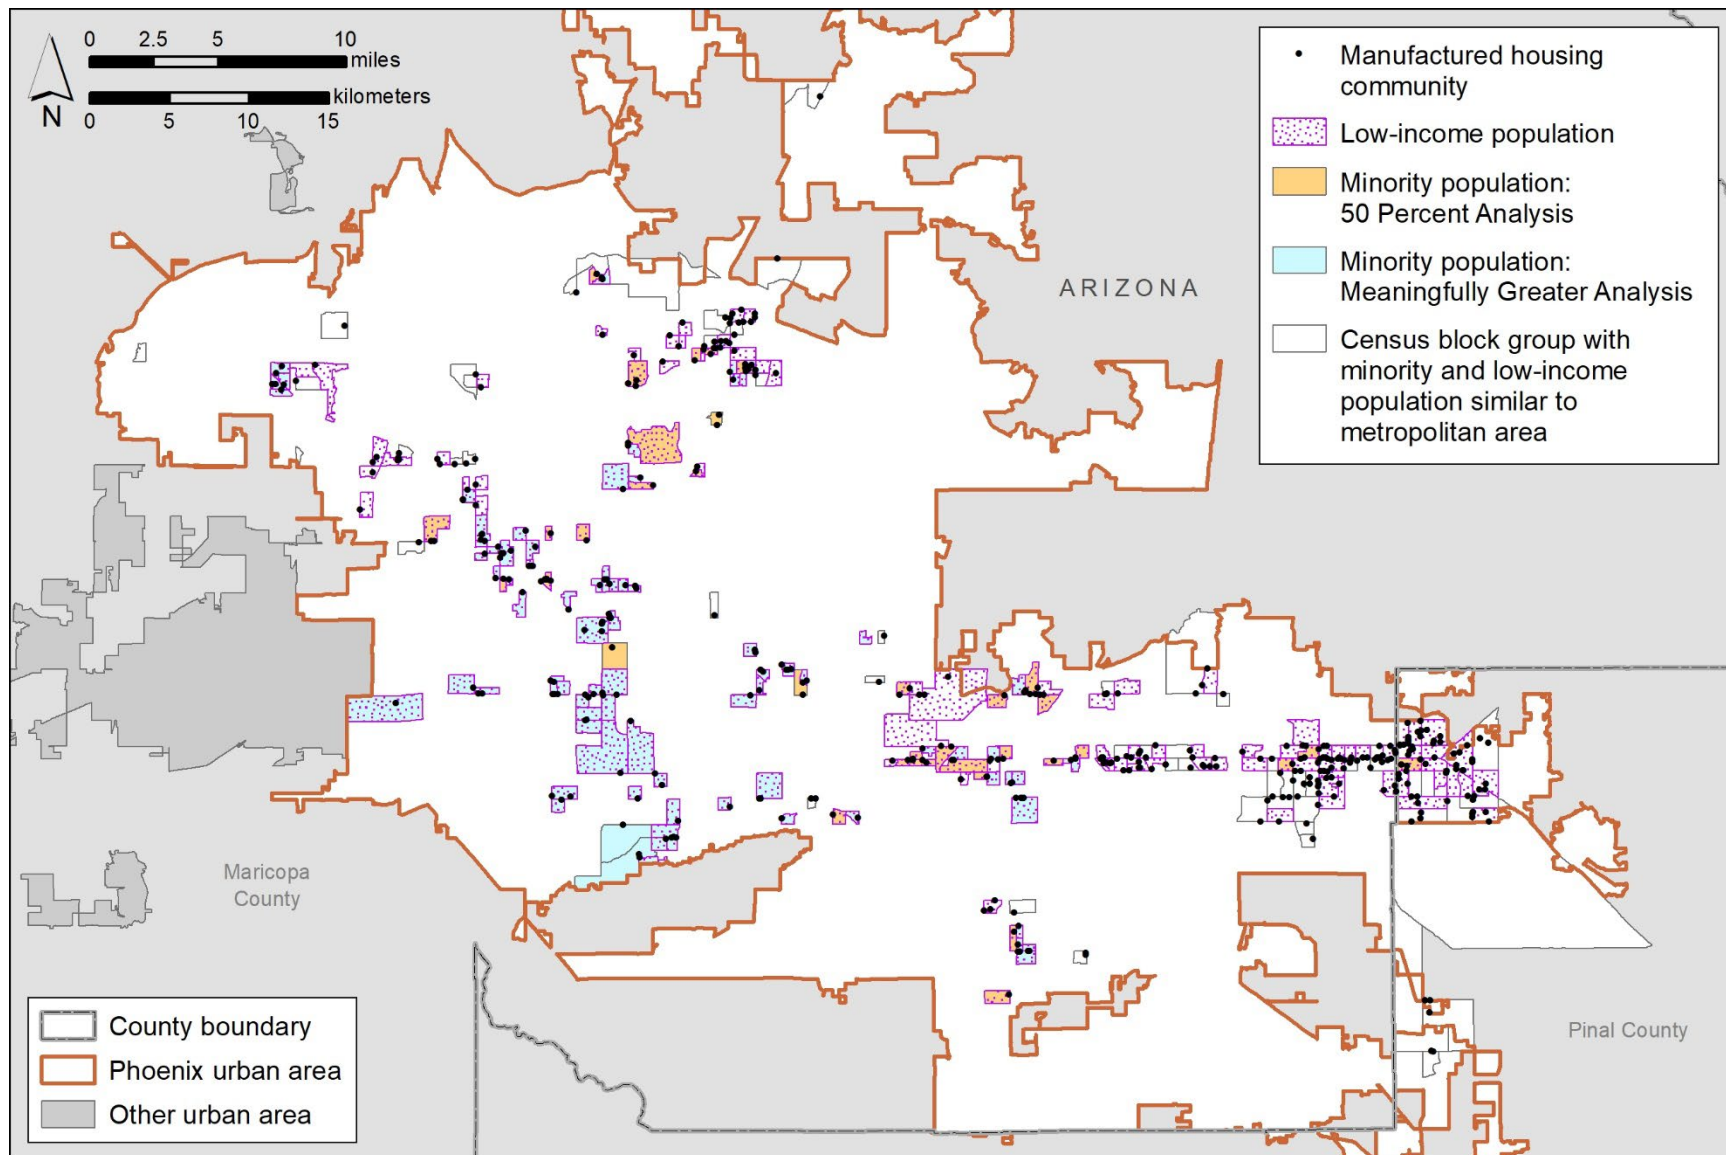 0 2.5 5 10
miles
kilometers
0 5 10 15
N
Manufactured housing
community
Low-income population
Minority population:
50 Percent Analysis
Minority population:
Meaningfully Greater Analysis
Census block group with
minority and low-income
population similar to
metropolitan area
ARIZONA
Maricopa
County
Pinal County
County boundary
Phoenix urban area
Other urban area